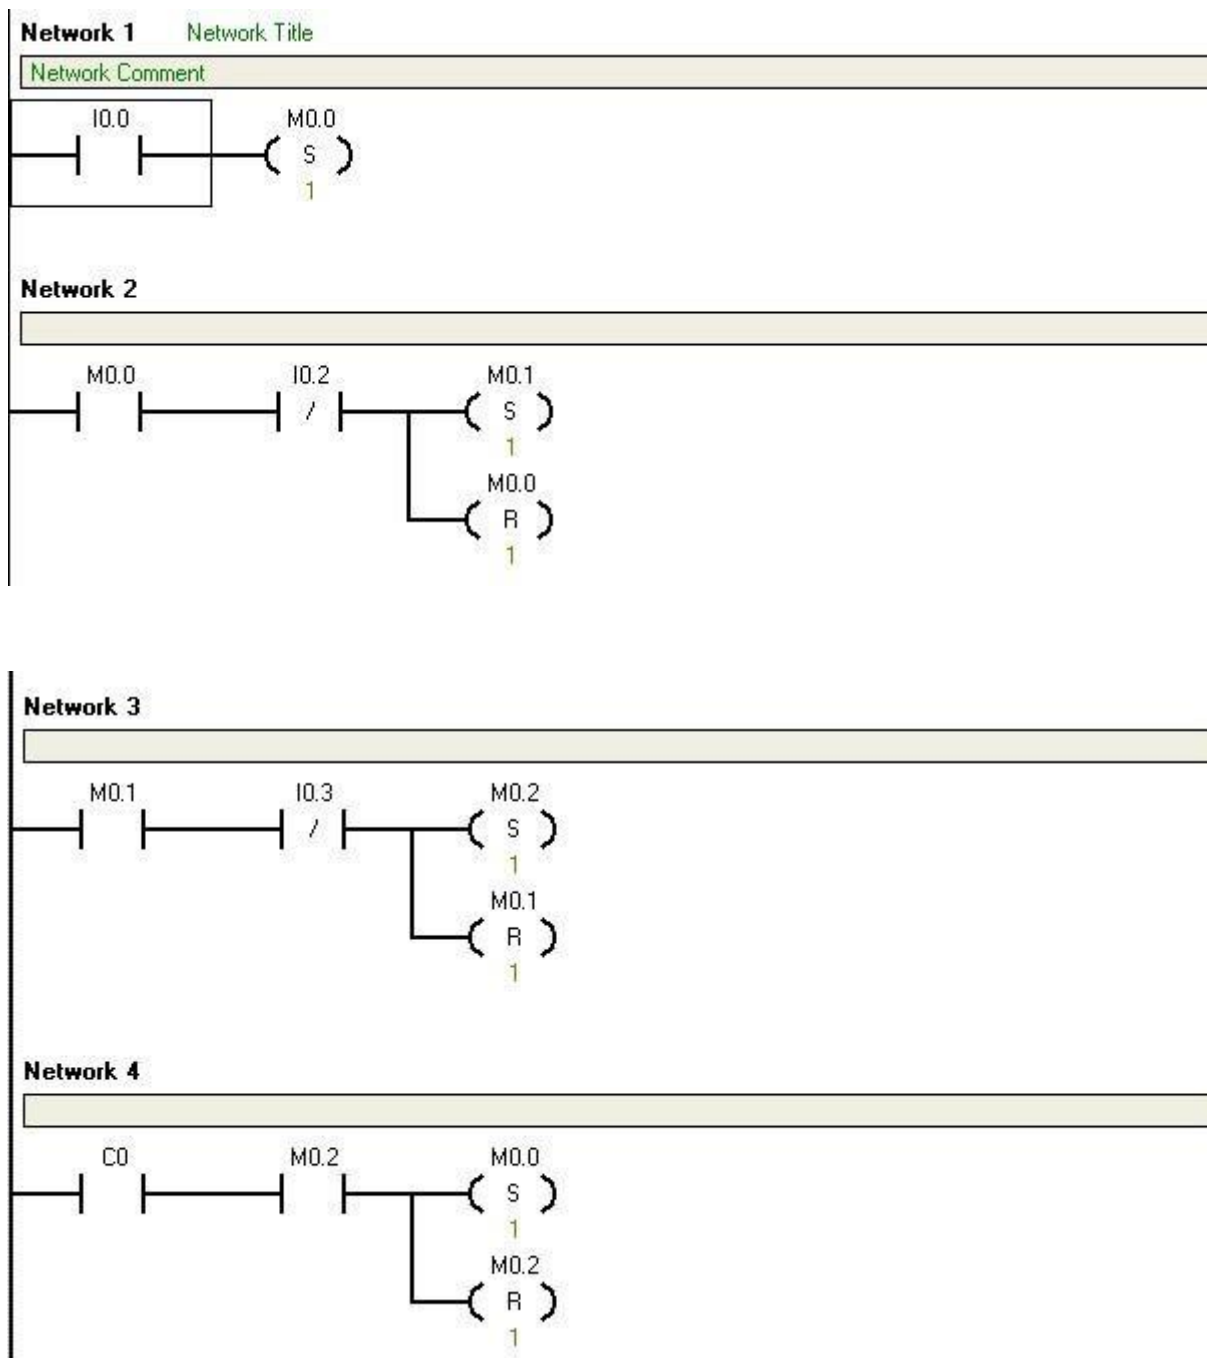 Network 1 Network Title
Network Comment
I0.0 M0.0
S
1
Network 2
M0.0 I0.2 M0.1
/ S
1
M0.0
R
1
Network 3
M0.1 I0.3 M0.2
/ S
1
M0.1
R
1
Network 4
C0 M0.2 M0.0
S
1
M0.2
R
1